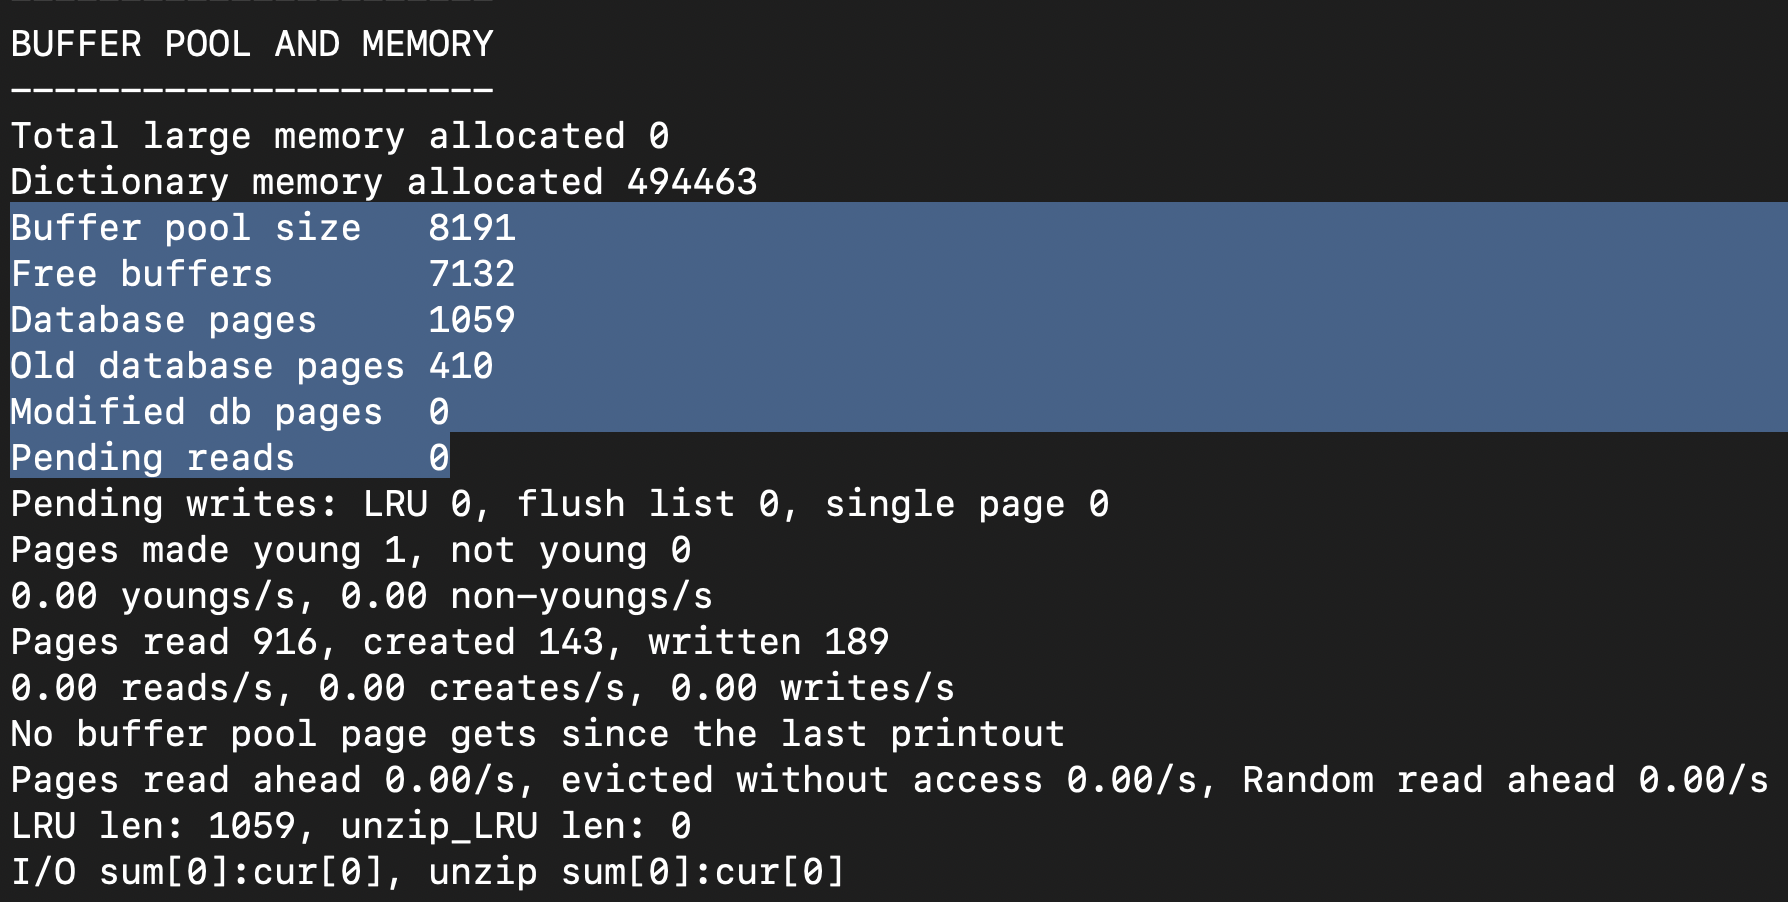 ----------------------
BUFFER POOL AND MEMORY
----------------------
Total large memory allocated 0
Dictionary memory allocated 494463
Buffer pool size   8191
Free buffers       7132
Database pages     1059
Old database pages 410
Modified db pages  0
Pending reads      0
Pending writes: LRU 0, flush list 0, single page 0
Pages made young 1, not young 0
0.00 youngs/s, 0.00 non-youngs/s
Pages read 916, created 143, written 189
0.00 reads/s, 0.00 creates/s, 0.00 writes/s
No buffer pool page gets since the last printout
Pages read ahead 0.00/s, evicted without access 0.00/s, Random read ahead 0.00/s
LRU len: 1059, unzip_LRU len: 0
I/O sum[0]:cur[0], unzip sum[0]:cur[0]